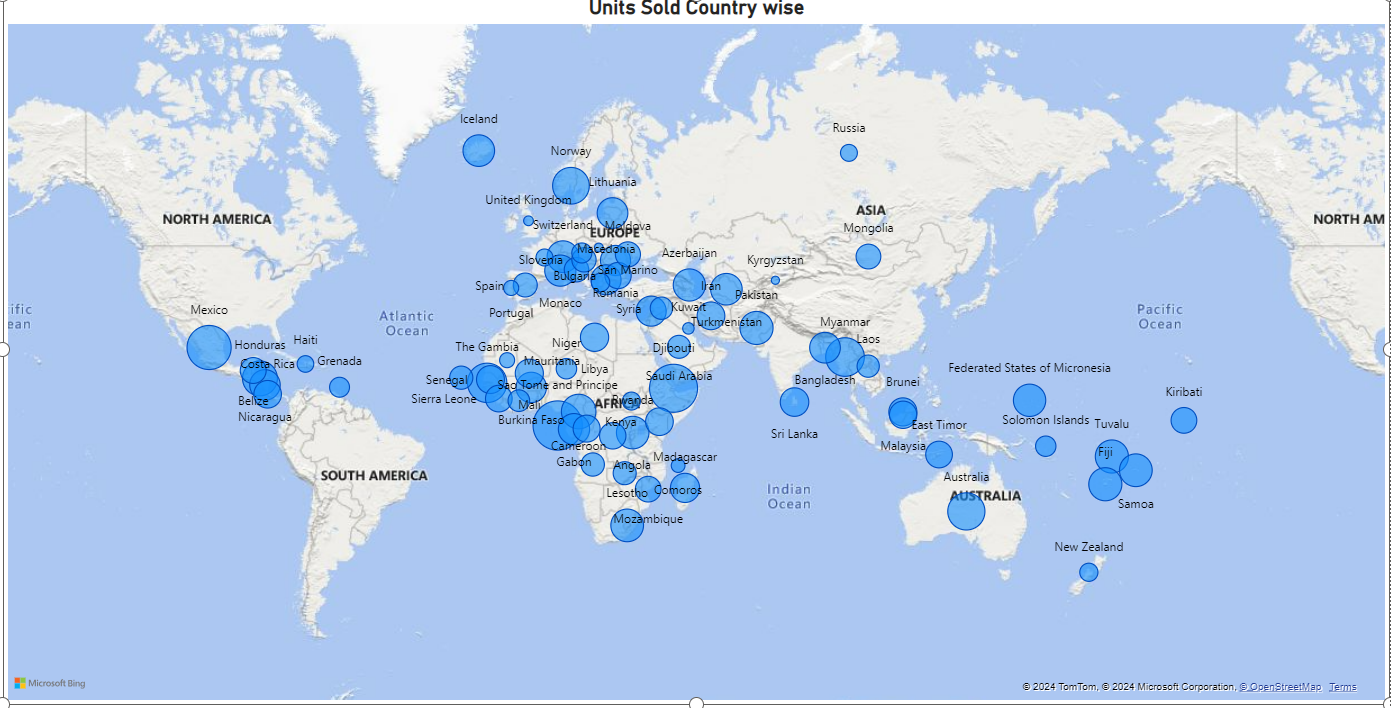 Units Sold Country wise
Iceland
Russia
Norway
Lithuania
United Kingdom
NORTH AMERICA
ASIA
NORTH AM
Switzerland
Moldova
EUROPE
Mongolia
Macedonia
Azerbaijan
Slovenia
Kyrgyzstan
San Marino
Bulgaria
Spain
Iran
Romania
Pakistan
Monaco
Mexico
Syria
Kuwait
Portugal
ific
ean
Atlantic
Ocean
Pacific
Ocean
Turkmenistan
Myanmar
Haiti
Laos
Honduras
The Gambia
Niger
Djibouti
Costa Rica
Grenada
Mauritania
Libya
Federated States of Micronesia
Senegal
Saudi Arabia
Bangladesh
Brunei
Sao Tome and Principe
Kiribati
Belize
Sierra Leone
Rwanda
Mali
AFRICA
Nicaragua
Burkina Faso
Kenya
Solomon Islands
Tuvalu
East Timor
Sri Lanka
Cameroon
Malaysia
Fiji
Gabon
Angola
Madagascar
SOUTH AMERICA
Australia
Lesotho
Comoros
Indian
Ocean
AUSTRALIA
Samoa
Mozambique
New Zealand
Microsoft Bing
© 2024 TomTom, © 2024 Microsoft Corporation, © OpenStreetMap Terms